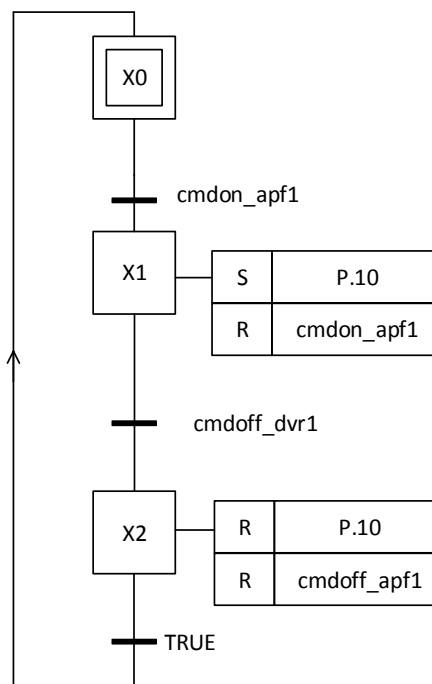 X0
cmdon_apf1
X1
S P.10
R cmdon_apf1
cmdoff_dvr1
X2
R P.10
R cmdoff_apf1
TRUE